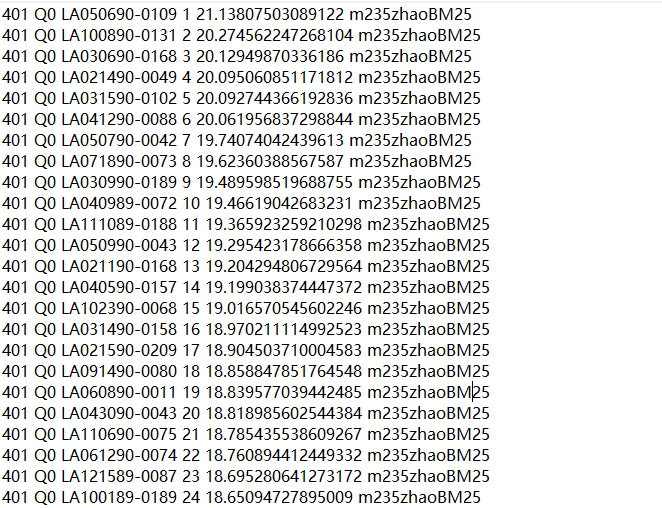 401 Q0 LA050690-0109 1 21.13807503089122 m235zhaoBM25
401 Q0 LA100890-0131 2 20.274562247268104 m235zhaoBM25
401 Q0 LA030690-0168 3 20.12949870336186 m235zhaoBM25
401 Q0 LA021490-0049 4 20.095060851171812 m235zhaoBM25
401 Q0 LA031590-0102 5 20.092744366192836 m235zhaoBM25
401 Q0 LA041290-0088 6 20.061956837298844 m235zhaoBM25
401 Q0 LA050790-0042 7 19.74074042439613 m235zhaoBM25
401 Q0 LA071890-0073 8 19.62360388567587 m235zhaoBM25
401 Q0 LA030990-0189 9 19.489598519688755 m235zhaoBM25
401 Q0 LA040989-0072 10 19.46619042683231 m235zhaoBM25
401 Q0 LA111089-0188 11 19.365923259210298 m235zhaoBM25
401 Q0 LA050990-0043 12 19.295423178666358 m235zhaoBM25
401 Q0 LA021190-0168 13 19.204294806729564 m235zhaoBM25
401 Q0 LA040590-0157 14 19.199038374447372 m235zhaoBM25
401 Q0 LA102390-0068 15 19.016570545602246 m235zhaoBM25
401 Q0 LA031490-0158 16 18.970211114992523 m235zhaoBM25
401 Q0 LA021590-0209 17 18.904503710004583 m235zhaoBM25
401 Q0 LA091490-0080 18 18.858847851764548 m235zhaoBM25
401 Q0 LA060890-0011 19 18.839577039442485 m235zhaoBM25
401 Q0 LA043090-0043 20 18.818985602544384 m235zhaoBM25
401 Q0 LA110690-0075 21 18.785435538609267 m235zhaoBM25
401 Q0 LA061290-0074 22 18.760894412449332 m235zhaoBM25
401 Q0 LA121589-0087 23 18.695280641273172 m235zhaoBM25
401 Q0 LA100189-0189 24 18.65094727895009 m235zhaoBM25